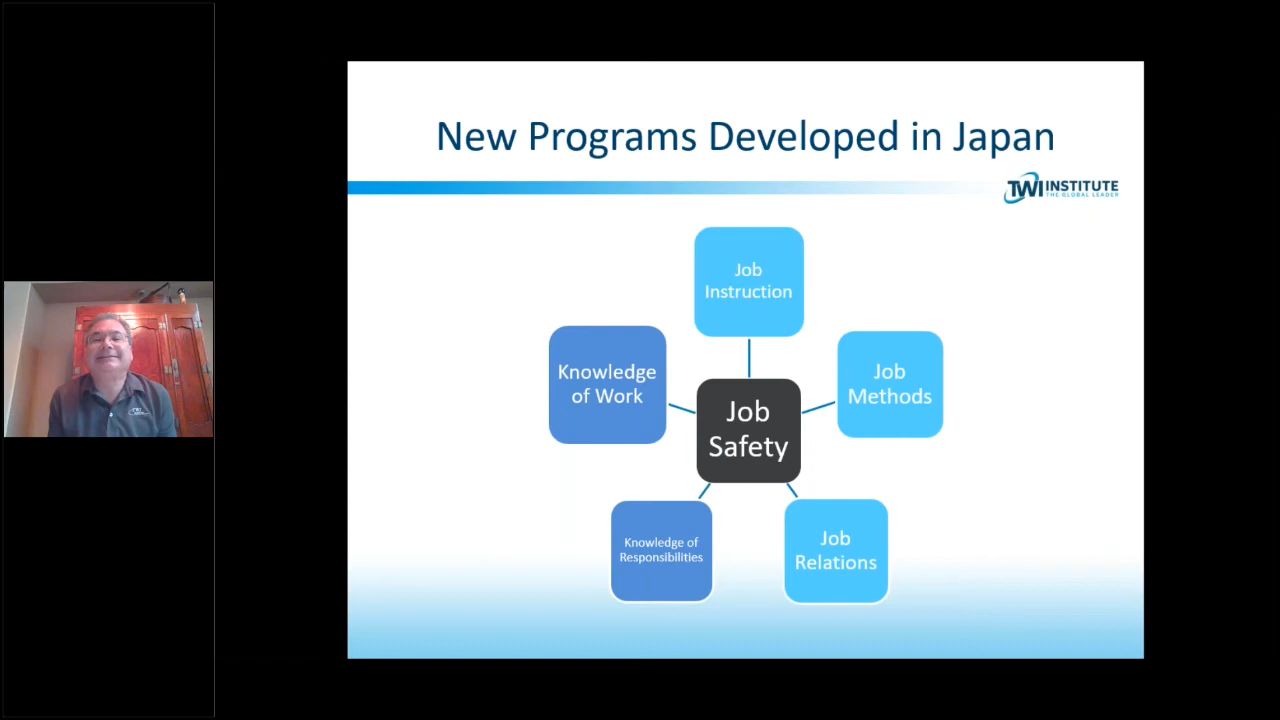 New Programs Developed in Japan
TWI INSTITUTE
THE GLOBAL LEADER
Job
Instruction
Knowledge
of Work
Job
Methods
Job
Safety
Knowledge of
Responsibilities
Job
Relations